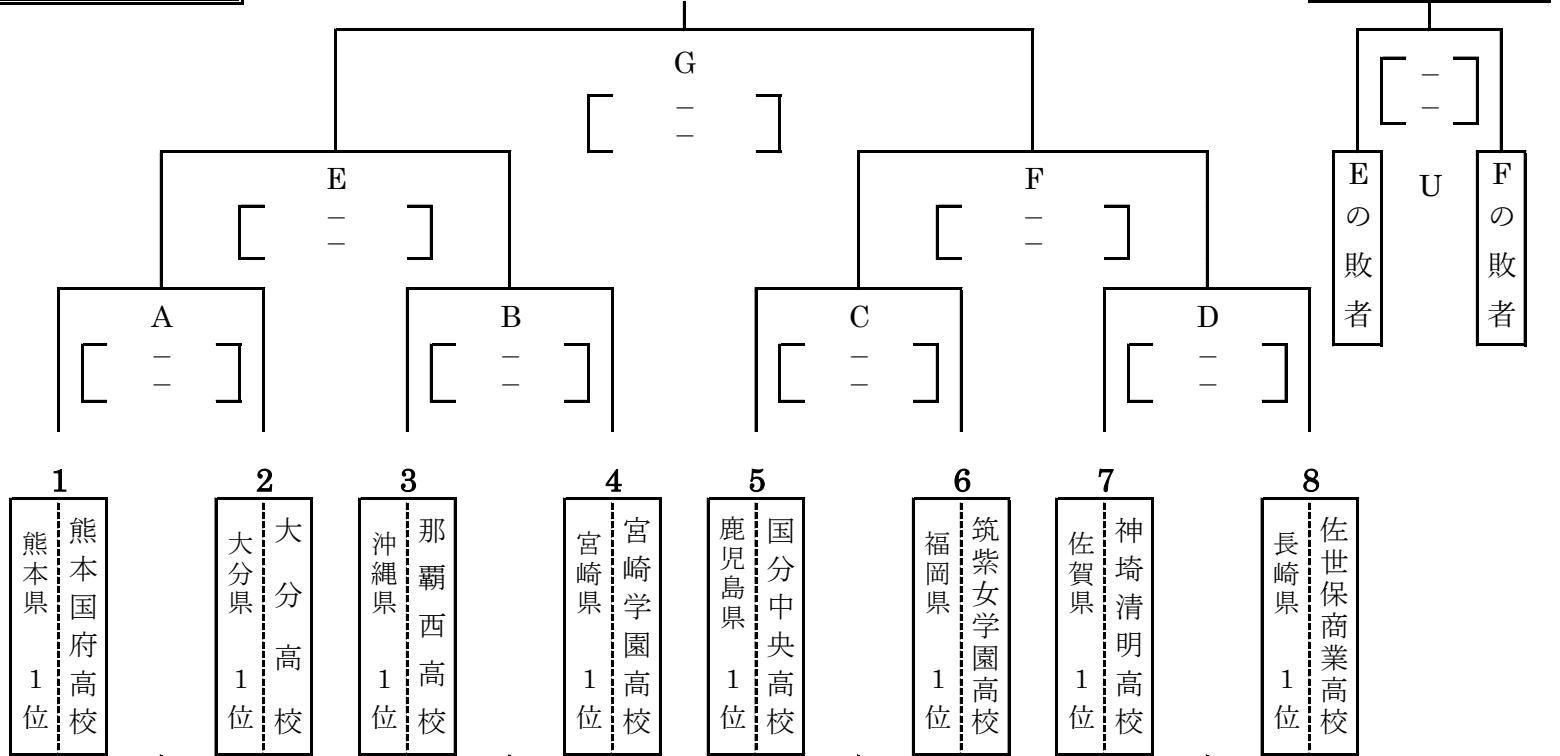 G
－
－
－
－
E
－
－
F
－
－
Eの敗者
U
Fの敗者
A
－
－
B
－
－
C
－
－
D
－
－
1
2
3
4
5
6
7
8
熊本国府高校
熊本県 1位
大分高校
大分県 1位
那覇西高校
沖縄県 1位
宮崎学園高校
宮崎県 1位
国分中央高校
鹿児島県 1位
筑紫女学園高校
福岡県 1位
神埼清明高校
佐賀県 1位
佐世保商業高校
長崎県 1位